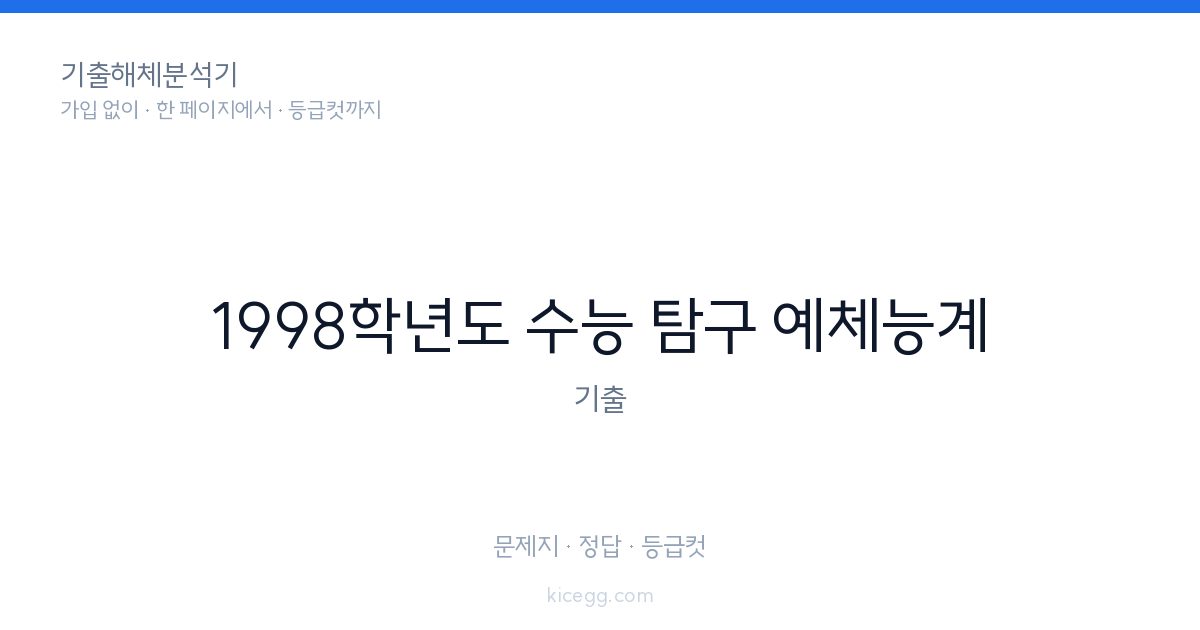 기출해체분석기
가입 없이 · 한 페이지에서 · 등급컷까지
1998학년도 수능 탐구 예체능계
기출
문제지 · 정답 · 등급컷
kicegg.com